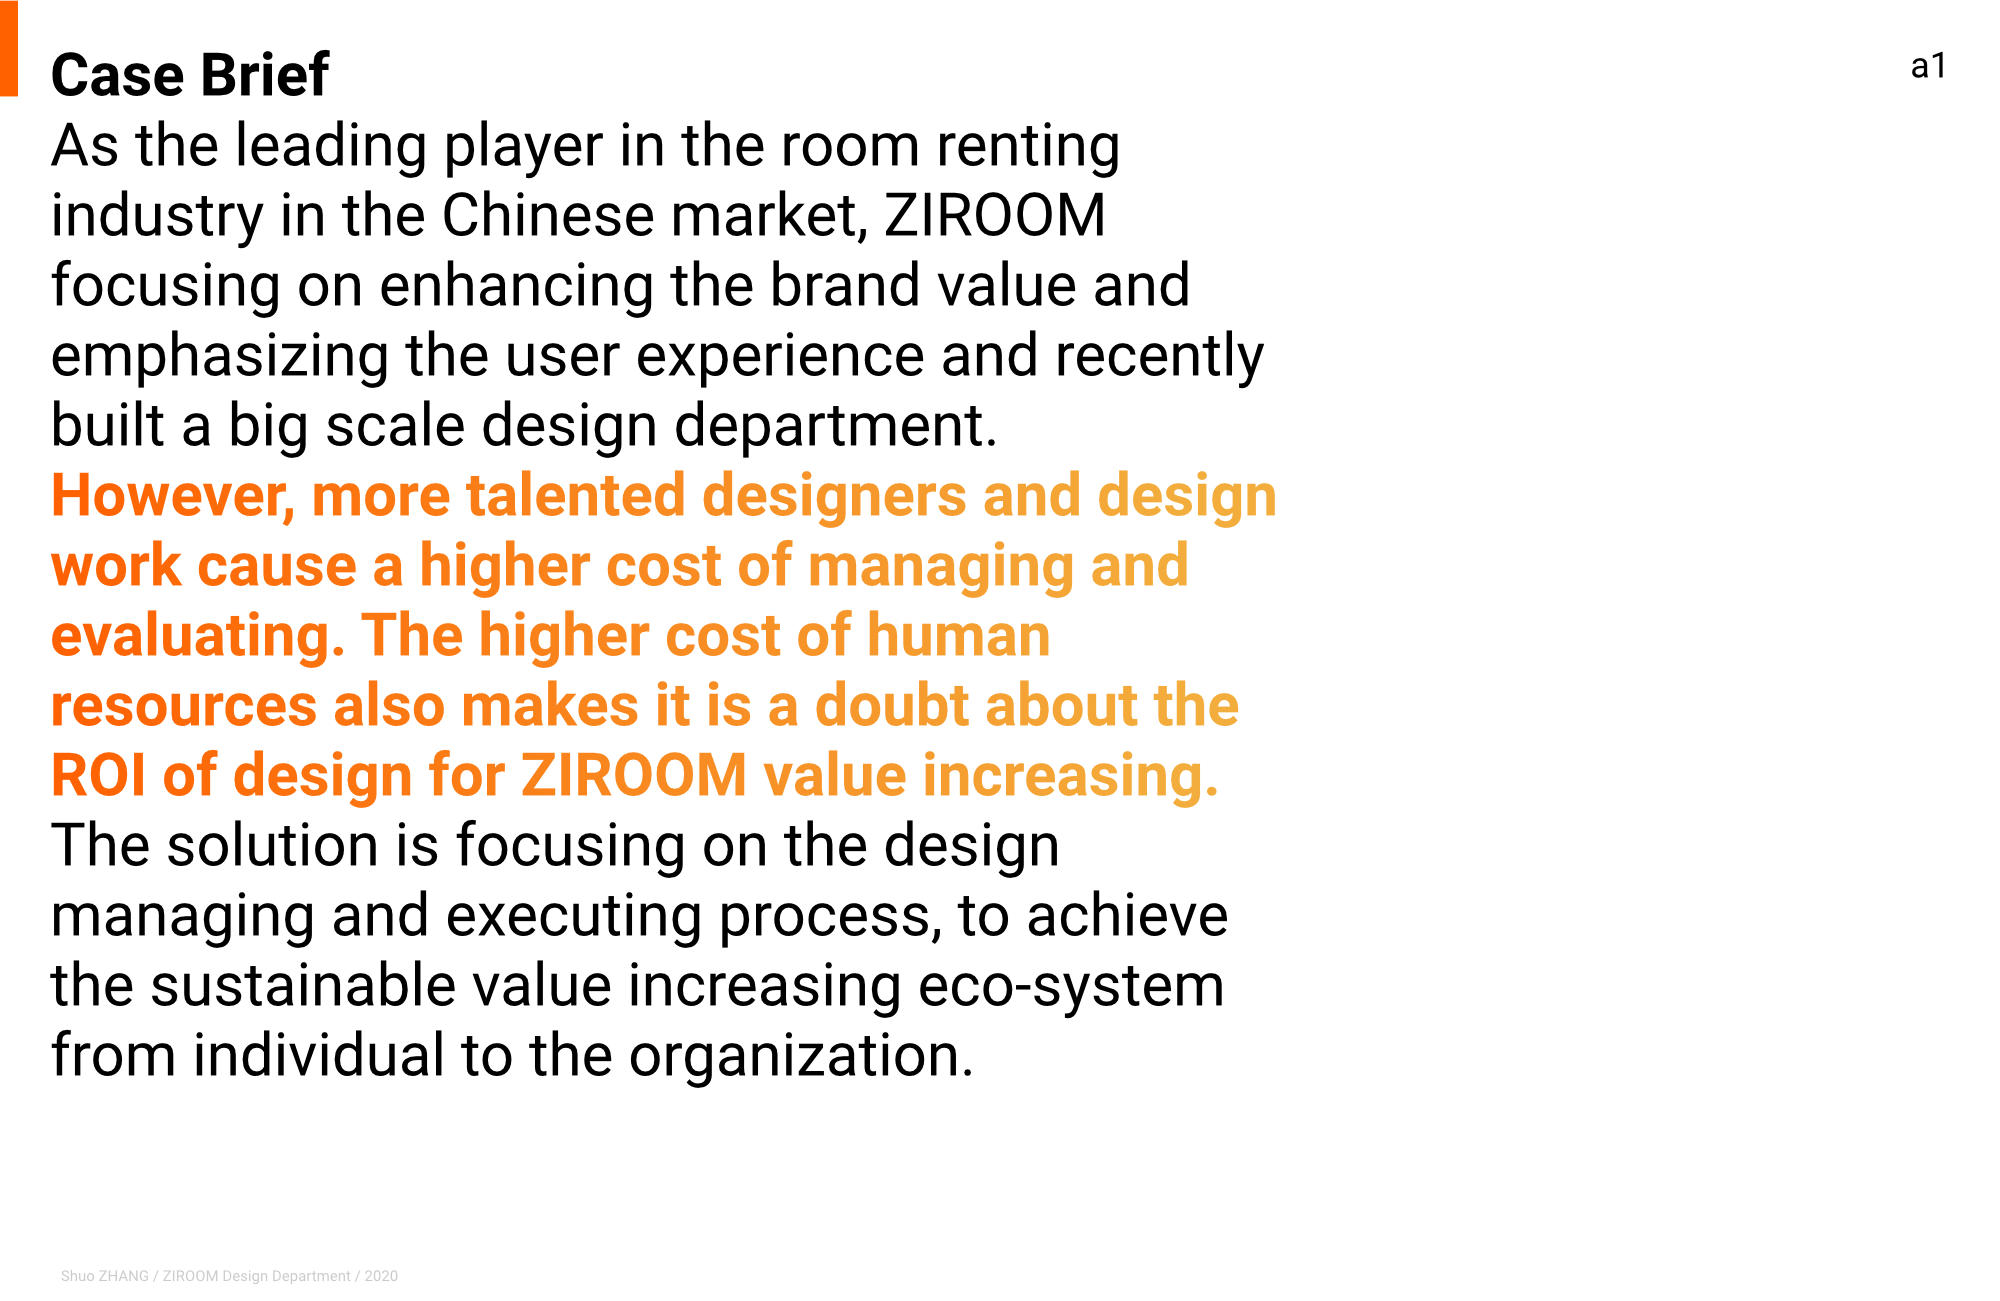 Case Brief
a1
As the leading player in the room renting
industry in the Chinese market, ZIROOM
focusing on enhancing the brand value and
emphasizing the user experience and recently
built a big scale design department.
However, more talented designers and design
work cause a higher cost of managing and
evaluating. The higher cost of human
resources also makes it is a doubt about the
ROI of design for ZIROOM value increasing.
The solution is focusing on the design
managing and executing process, to achieve
the sustainable value increasing eco-system
from individual to the organization.
Shuo ZHANG / ZIROOM Design Department / 2020